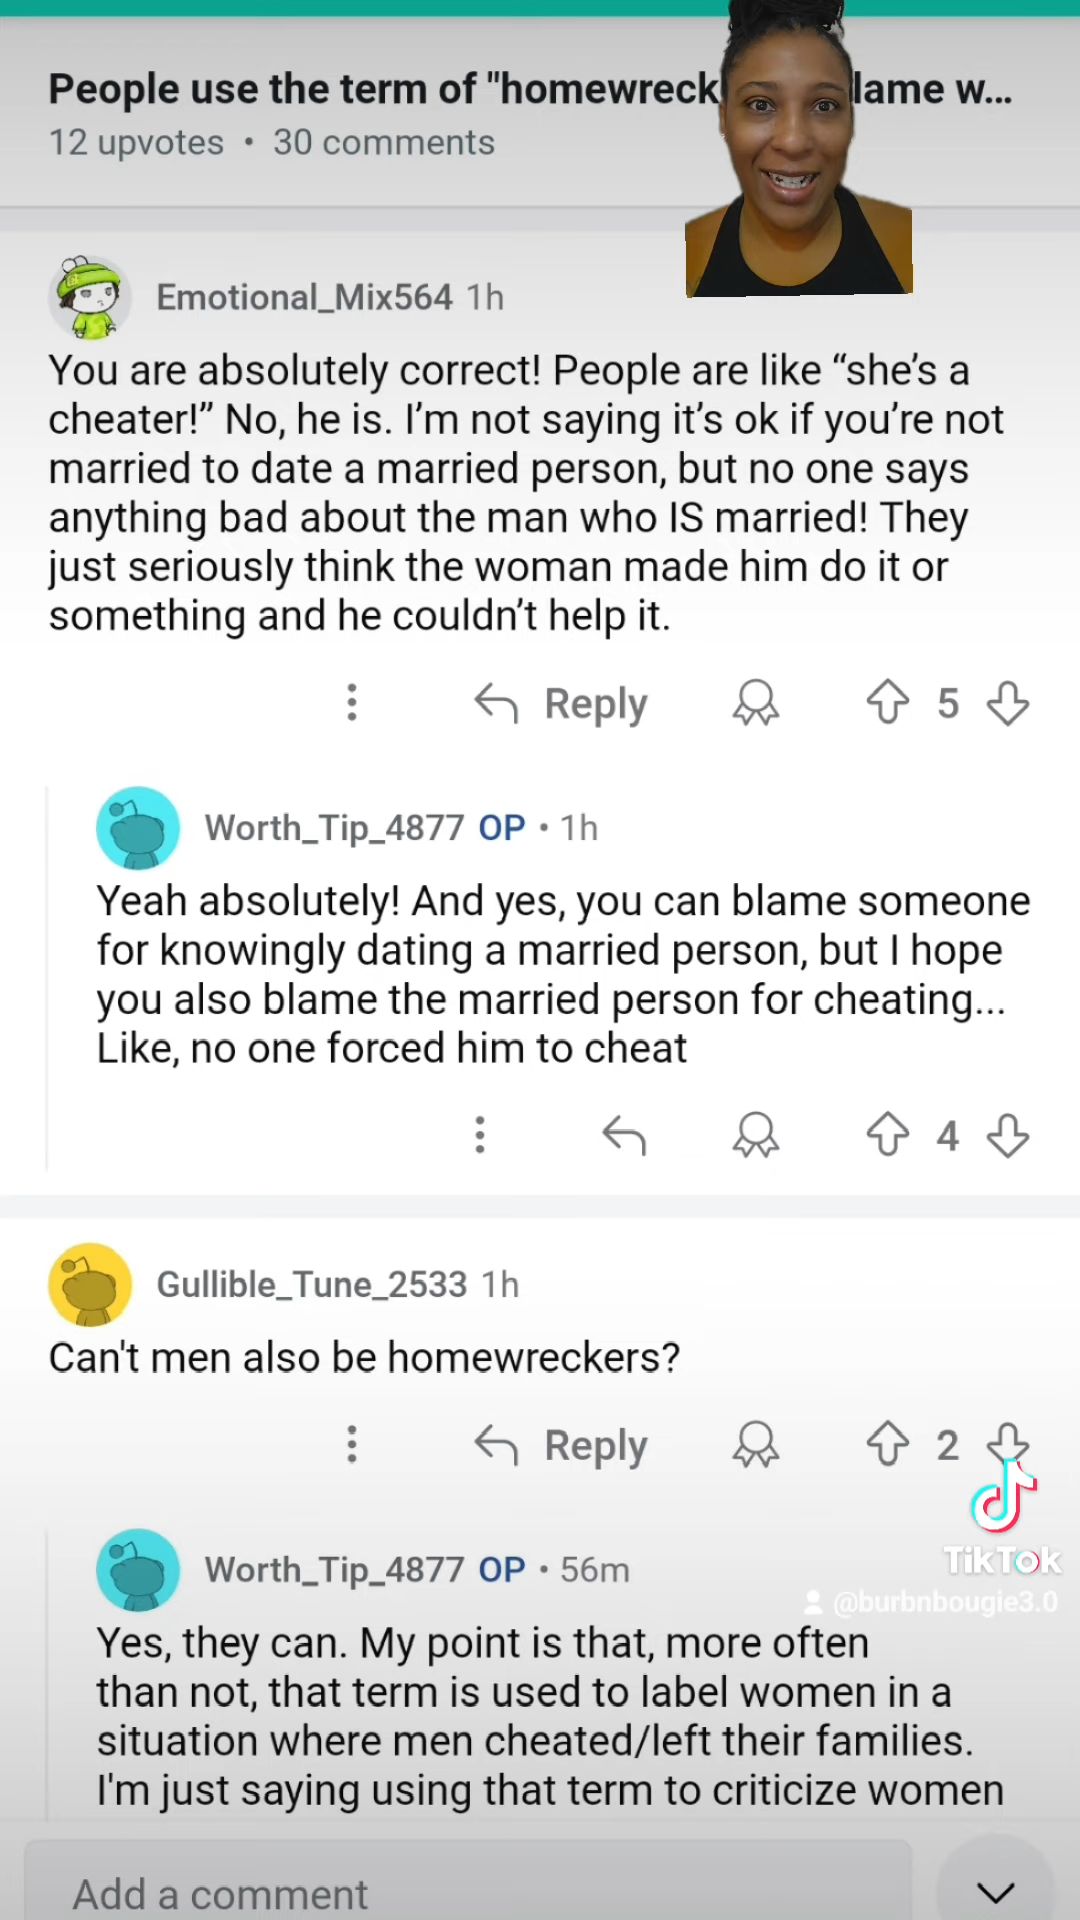 People use the term of "homewreck lame w...
12 upvotes • 30 comments
Emotional_Mix564 1h
You are absolutely correct! People are like “she’s a
cheater!” No, he is. I’m not saying it’s ok if you’re not
married to date a married person, but no one says
anything bad about the man who IS married! They
just seriously think the woman made him do it or
something and he couldn’t help it.
Reply 5
Worth_Tip_4877 OP • 1h
Yeah absolutely! And yes, you can blame someone
for knowingly dating a married person, but I hope
you also blame the married person for cheating...
Like, no one forced him to cheat
4
Gullible_Tune_2533 1h
Can't men also be homewreckers?
Reply 2
TikTok
@burbnbougie3.0
Worth_Tip_4877 OP • 56m
Yes, they can. My point is that, more often
than not, that term is used to label women in a
situation where men cheated/left their families.
I'm just saying using that term to criticize women
Add a comment